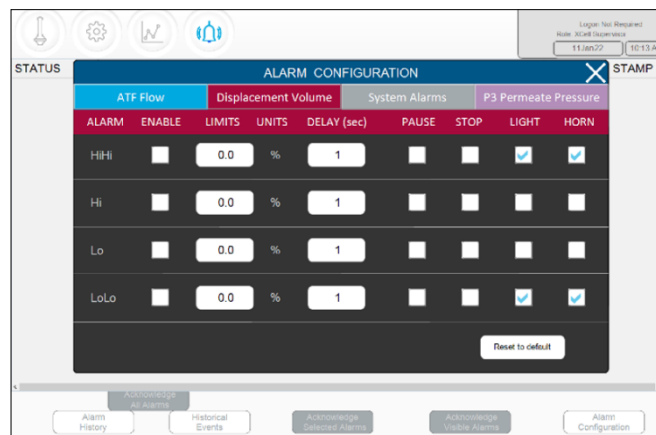 Logon Not Required
Role XCell Supervisor
11Jan22 10:13 A
STATUS STAMP
ALARM CONFIGURATION
ATF Flow Displacement Volume System Alarms P3 Permeate Pressure
ALARM ENABLE LIMITS UNITS DELAY (sec) PAUSE STOP LIGHT HORN
HiHi 0.0 % 1
Hi 0.0 % 1
Lo 0.0 % 1
LoLo 0.0 % 1
Reset to default
Acknowledge
All Alarms
Alarm
History
Historical
Events
Acknowledge
Selected Alarms
Acknowledge
Visible Alarms
Alarm
Configuration